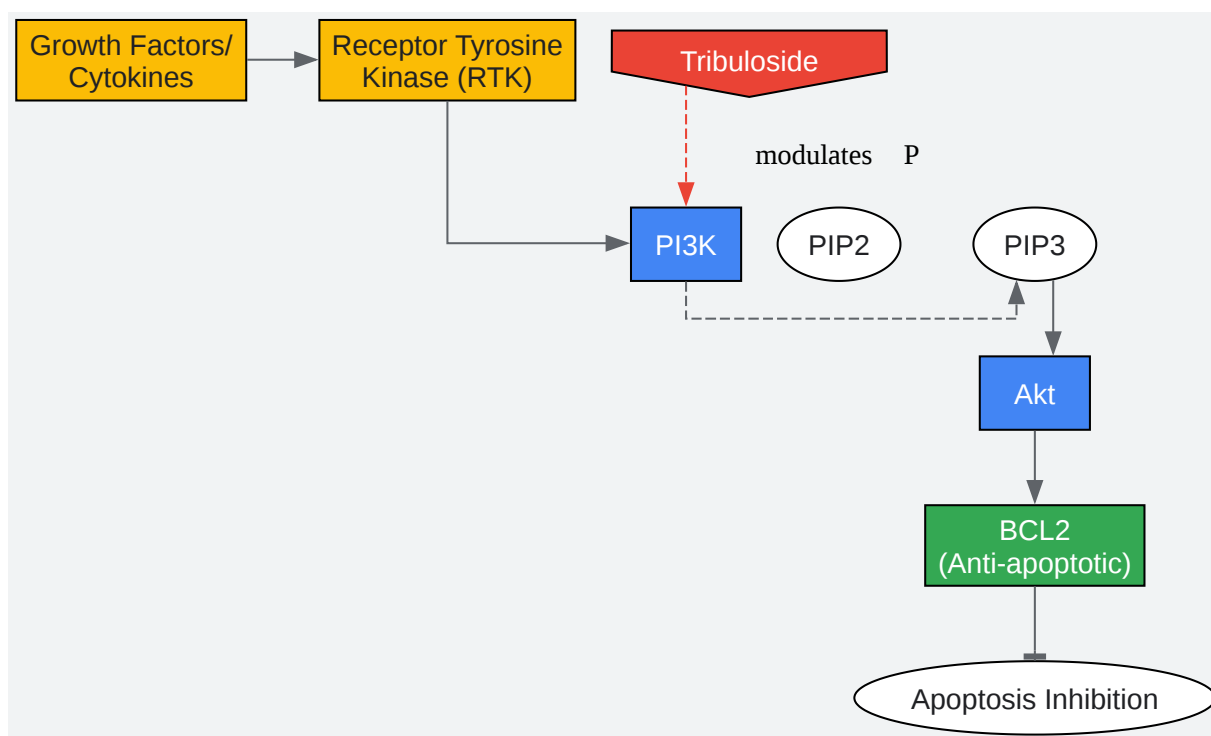 Growth Factors/
Cytokines
Receptor Tyrosine
Kinase (RTK)
Tribuloside
modulates P
PI3K
PIP2
PIP3
Akt
BCL2
(Anti-apoptotic)
Apoptosis Inhibition